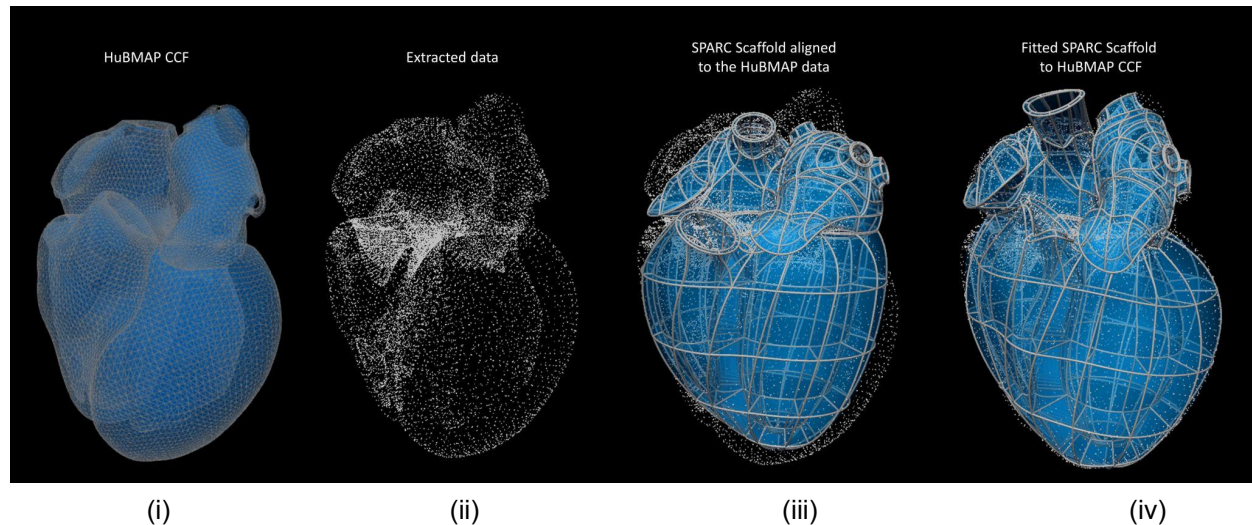 HuBMAP CCF
Extracted data
SPARC Scaffold aligned
to the HuBMAP data
Fitted SPARC Scaffold
to HuBMAP CCF
(i)
(ii)
(iii)
(iv)